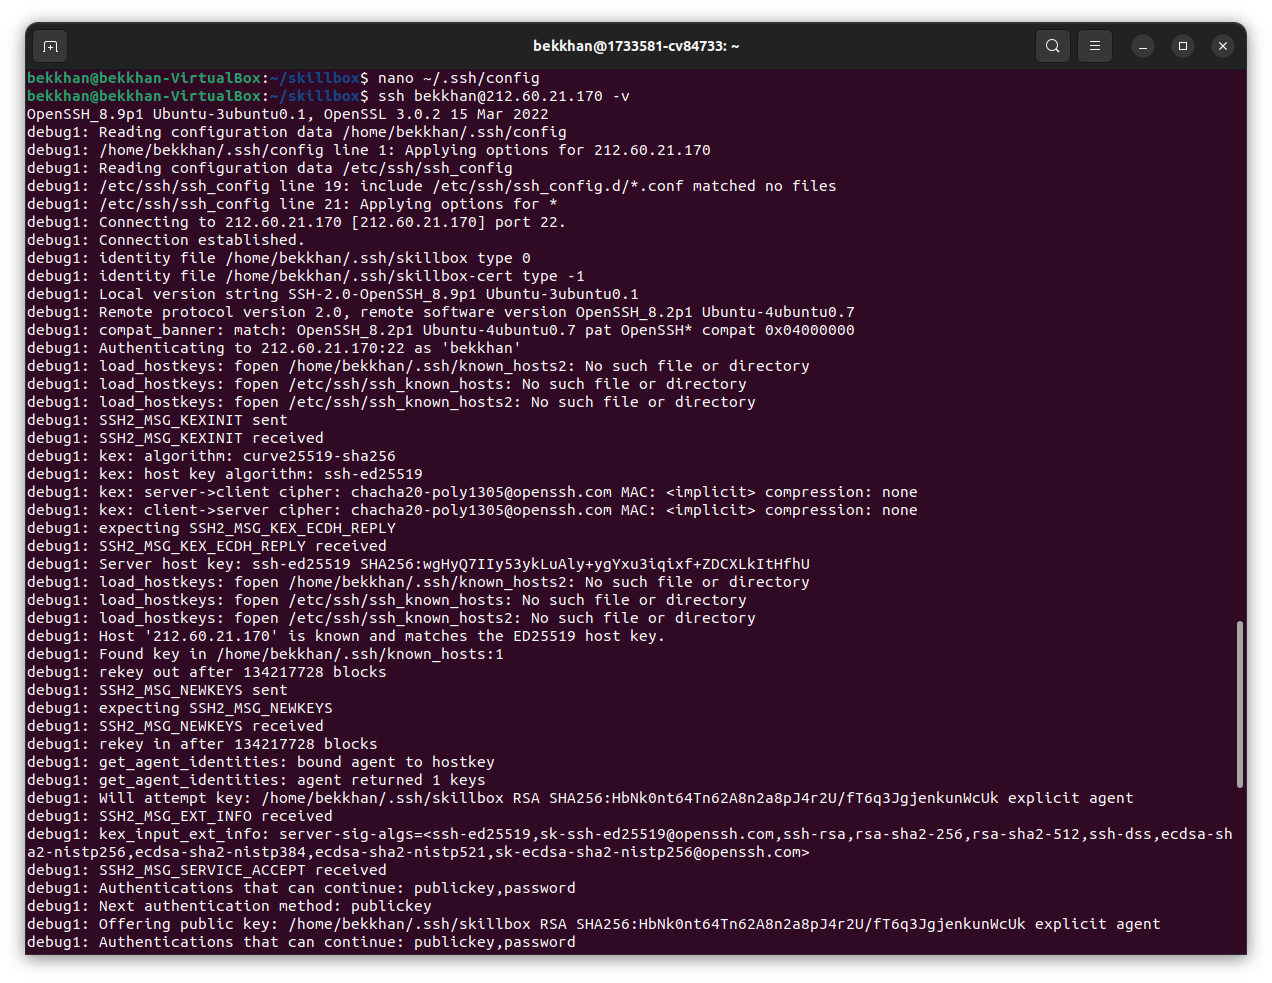 bekkhan@1733581-cv84733: ~
bekkhan@bekkhan-VirtualBox:~/skillbox$ nano ~/.ssh/config
bekkhan@bekkhan-VirtualBox:~/skillbox$ ssh bekkhan@212.60.21.170 -v
OpenSSH_8.9p1 Ubuntu-3ubuntu0.1, OpenSSL 3.0.2 15 Mar 2022
debug1: Reading configuration data /home/bekkhan/.ssh/config
debug1: /home/bekkhan/.ssh/config line 1: Applying options for 212.60.21.170
debug1: Reading configuration data /etc/ssh/ssh_config
debug1: /etc/ssh/ssh_config line 19: include /etc/ssh/ssh_config.d/*.conf matched no files
debug1: /etc/ssh/ssh_config line 21: Applying options for *
debug1: Connecting to 212.60.21.170 [212.60.21.170] port 22.
debug1: Connection established.
debug1: identity file /home/bekkhan/.ssh/skillbox type 0
debug1: identity file /home/bekkhan/.ssh/skillbox-cert type -1
debug1: Local version string SSH-2.0-OpenSSH_8.9p1 Ubuntu-3ubuntu0.1
debug1: Remote protocol version 2.0, remote software version OpenSSH_8.2p1 Ubuntu-4ubuntu0.7
debug1: compat_banner: match: OpenSSH_8.2p1 Ubuntu-4ubuntu0.7 pat OpenSSH* compat 0x04000000
debug1: Authenticating to 212.60.21.170:22 as 'bekkhan'
debug1: load_hostkeys: fopen /home/bekkhan/.ssh/known_hosts2: No such file or directory
debug1: load_hostkeys: fopen /etc/ssh/ssh_known_hosts: No such file or directory
debug1: load_hostkeys: fopen /etc/ssh/ssh_known_hosts2: No such file or directory
debug1: SSH2_MSG_KEXINIT sent
debug1: SSH2_MSG_KEXINIT received
debug1: kex: algorithm: curve25519-sha256
debug1: kex: host key algorithm: ssh-ed25519
debug1: kex: server->client cipher: chacha20-poly1305@openssh.com MAC: <implicit> compression: none
debug1: kex: client->server cipher: chacha20-poly1305@openssh.com MAC: <implicit> compression: none
debug1: expecting SSH2_MSG_KEX_ECDH_REPLY
debug1: SSH2_MSG_KEX_ECDH_REPLY received
debug1: Server host key: ssh-ed25519 SHA256:wgHyQ7IIy53ykLuAly+ygYxu3iqixf+ZDCXLkItHfhU
debug1: load_hostkeys: fopen /home/bekkhan/.ssh/known_hosts2: No such file or directory
debug1: load_hostkeys: fopen /etc/ssh/ssh_known_hosts: No such file or directory
debug1: load_hostkeys: fopen /etc/ssh/ssh_known_hosts2: No such file or directory
debug1: Host '212.60.21.170' is known and matches the ED25519 host key.
debug1: Found key in /home/bekkhan/.ssh/known_hosts:1
debug1: rekey out after 134217728 blocks
debug1: SSH2_MSG_NEWKEYS sent
debug1: expecting SSH2_MSG_NEWKEYS
debug1: SSH2_MSG_NEWKEYS received
debug1: rekey in after 134217728 blocks
debug1: get_agent_identities: bound agent to hostkey
debug1: get_agent_identities: agent returned 1 keys
debug1: Will attempt key: /home/bekkhan/.ssh/skillbox RSA SHA256:HbNk0nt64Tn62A8n2a8pJ4r2U/fT6q3JgjenkunWcUk explicit agent
debug1: SSH2_MSG_EXT_INFO received
debug1: kex_input_ext_info: server-sig-algs=<ssh-ed25519,sk-ssh-ed25519@openssh.com,ssh-rsa,rsa-sha2-256,rsa-sha2-512,ssh-dss,ecdsa-sh
a2-nistp256,ecdsa-sha2-nistp384,ecdsa-sha2-nistp521,sk-ecdsa-sha2-nistp256@openssh.com>
debug1: SSH2_MSG_SERVICE_ACCEPT received
debug1: Authentications that can continue: publickey,password
debug1: Next authentication method: publickey
debug1: Offering public key: /home/bekkhan/.ssh/skillbox RSA SHA256:HbNk0nt64Tn62A8n2a8pJ4r2U/fT6q3JgjenkunWcUk explicit agent
debug1: Authentications that can continue: publickey,password